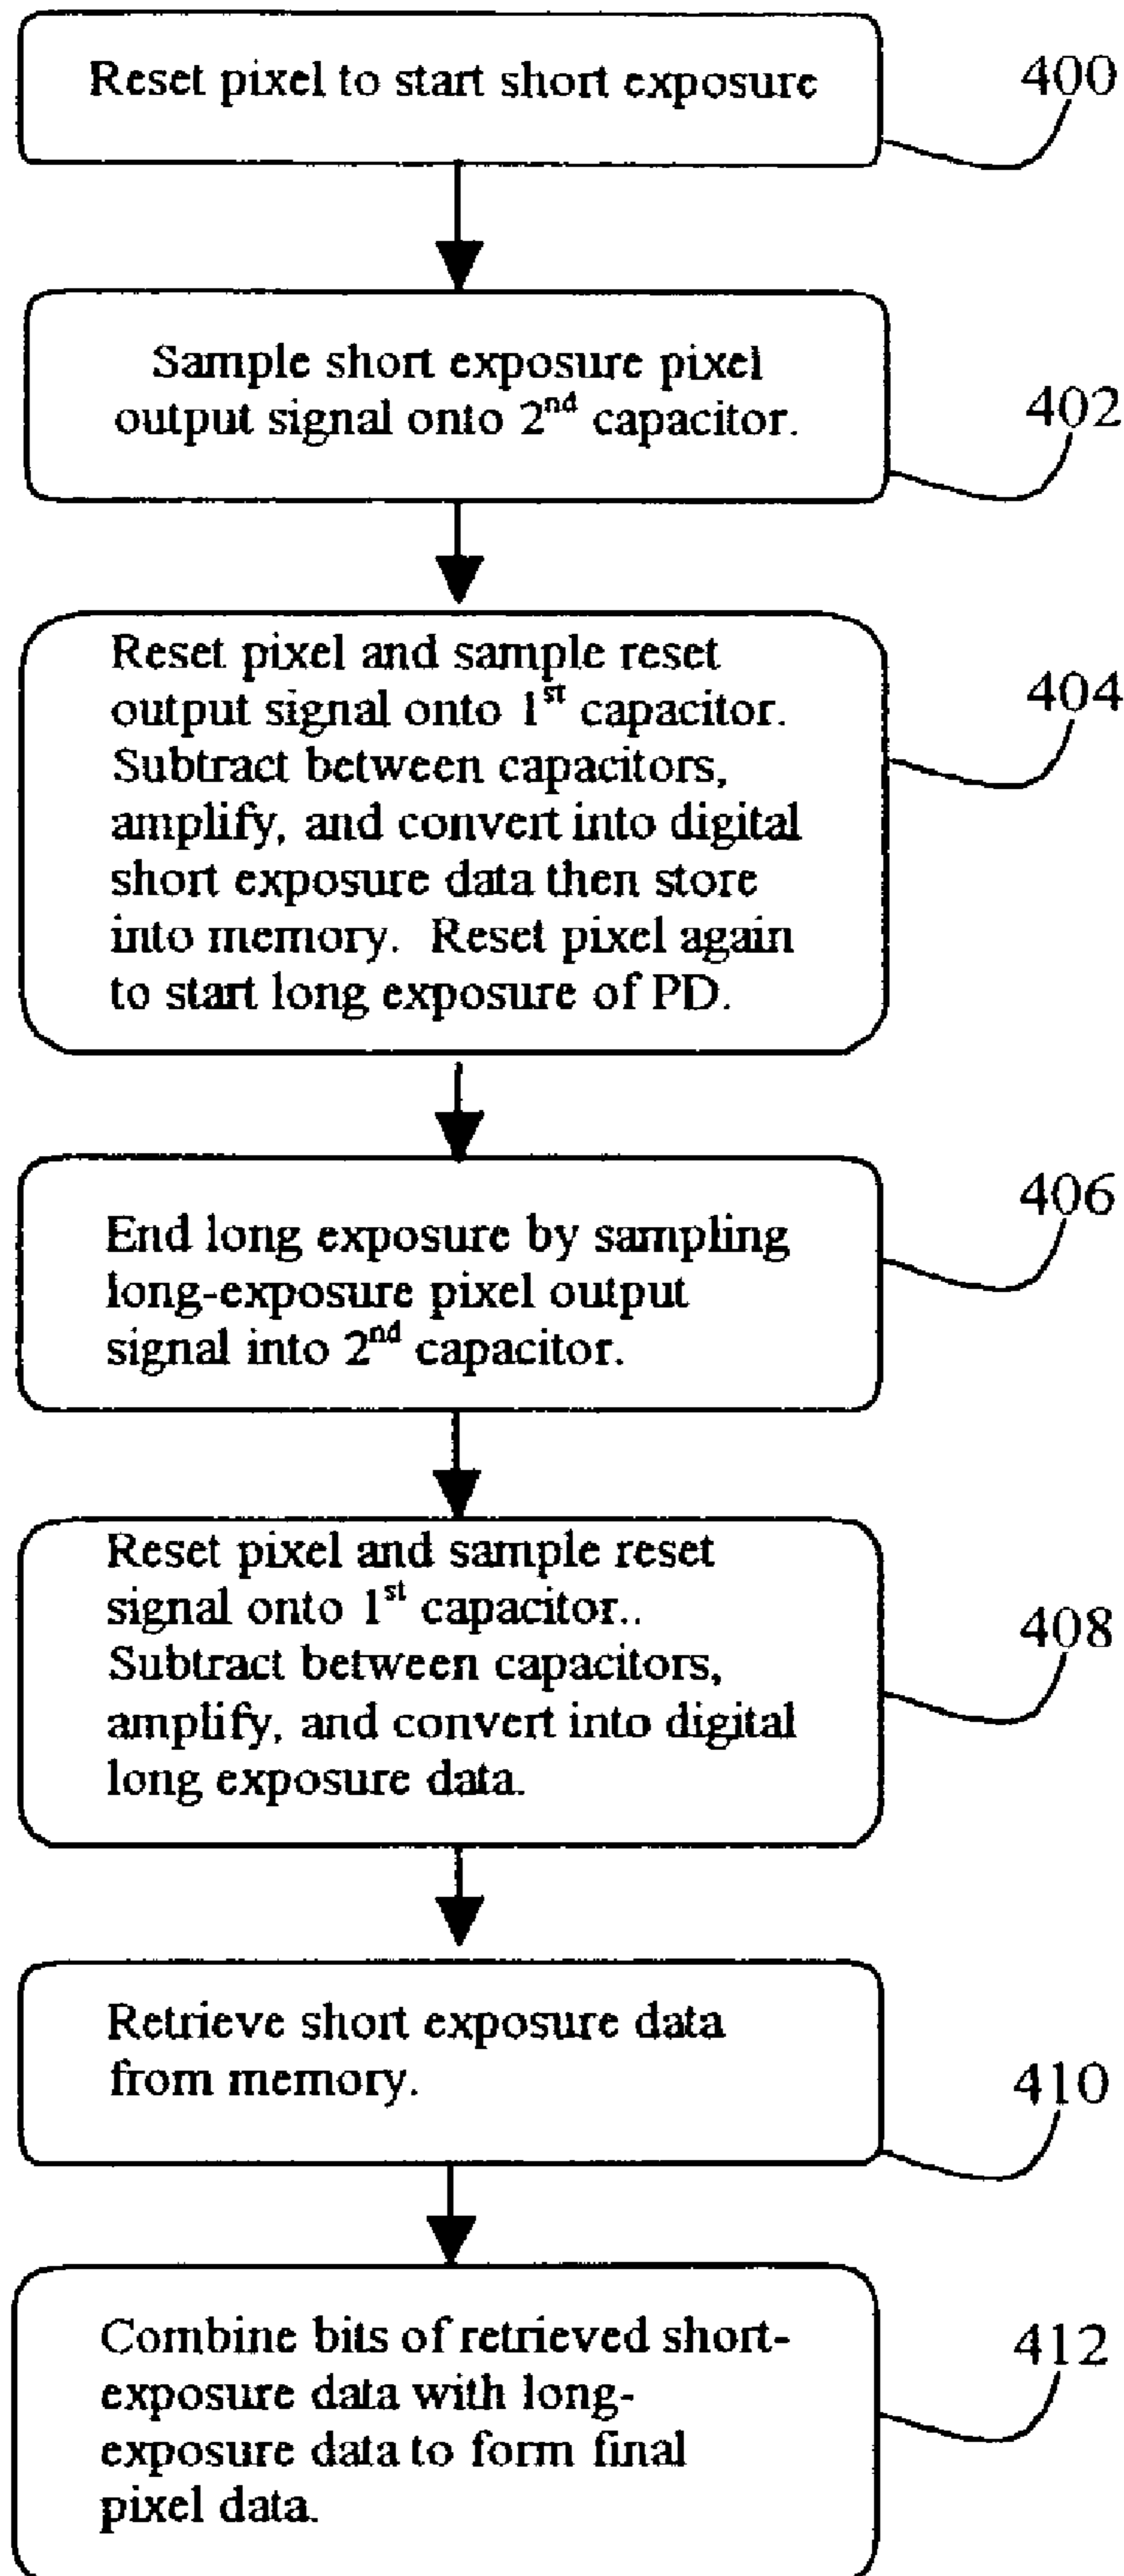 Reset pixel to start short exposure
400
Sample short exposure pixel
output signal onto 2nd capacitor.
402
Reset pixel and sample reset
output signal onto 1st capacitor.
Subtract between capacitors,
amplify, and convert into digital
short exposure data then store
into memory. Reset pixel again
to start long exposure of PD.
404
End long exposure by sampling
long-exposure pixel output
signal into 2nd capacitor.
406
Reset pixel and sample reset
signal onto 1st capacitor..
Subtract between capacitors,
amplify, and convert into digital
long exposure data.
408
Retrieve short exposure data
from memory.
410
Combine bits of retrieved short-
exposure data with long-
exposure data to form final
pixel data.
412